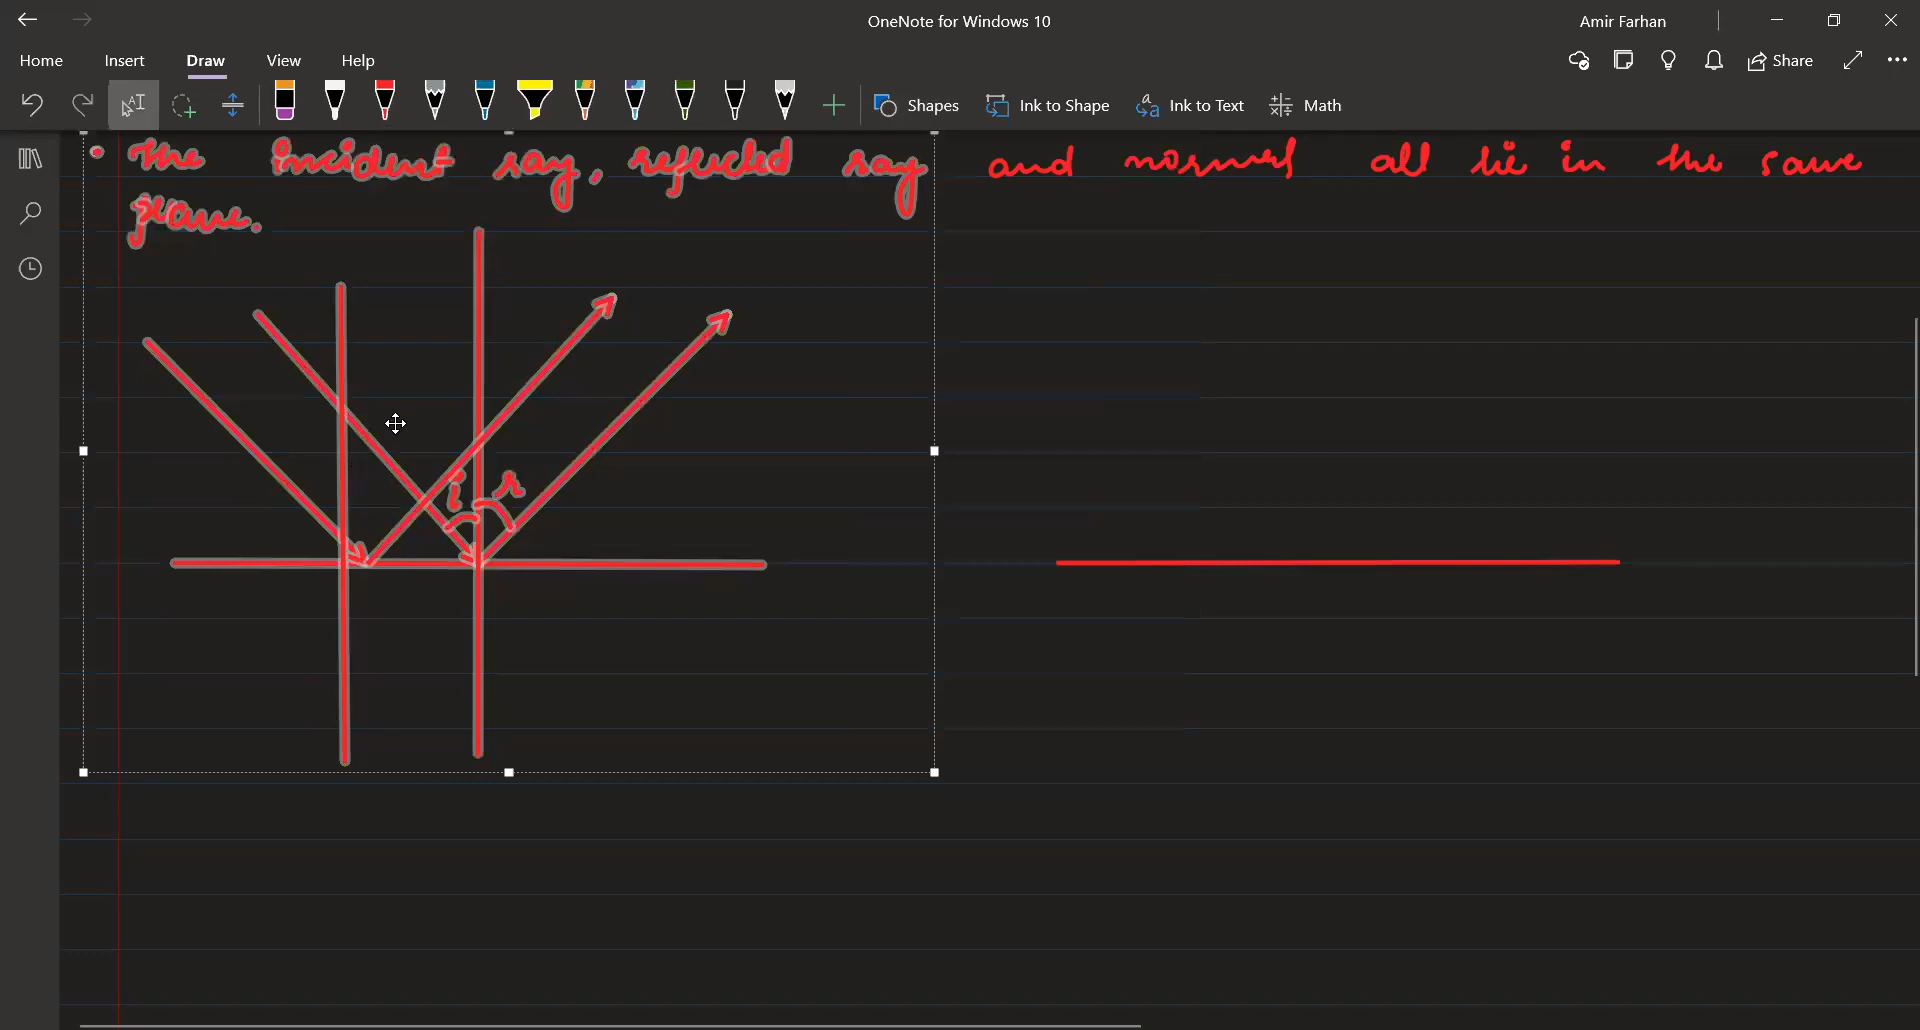 OneNote for Windows 10
Amir Farhan
Home Insert Draw View Help
Share
Shapes Ink to Shape Ink to Text Math
• The incident ray, reflected ray and normal all lie in the same
plane.
i r